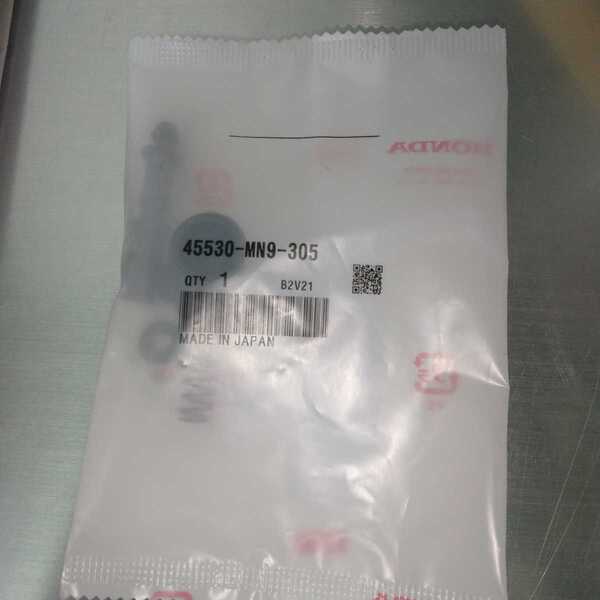 HONDA
45530-MN9-305
QTY 1 B2V21
MADE IN JAPAN